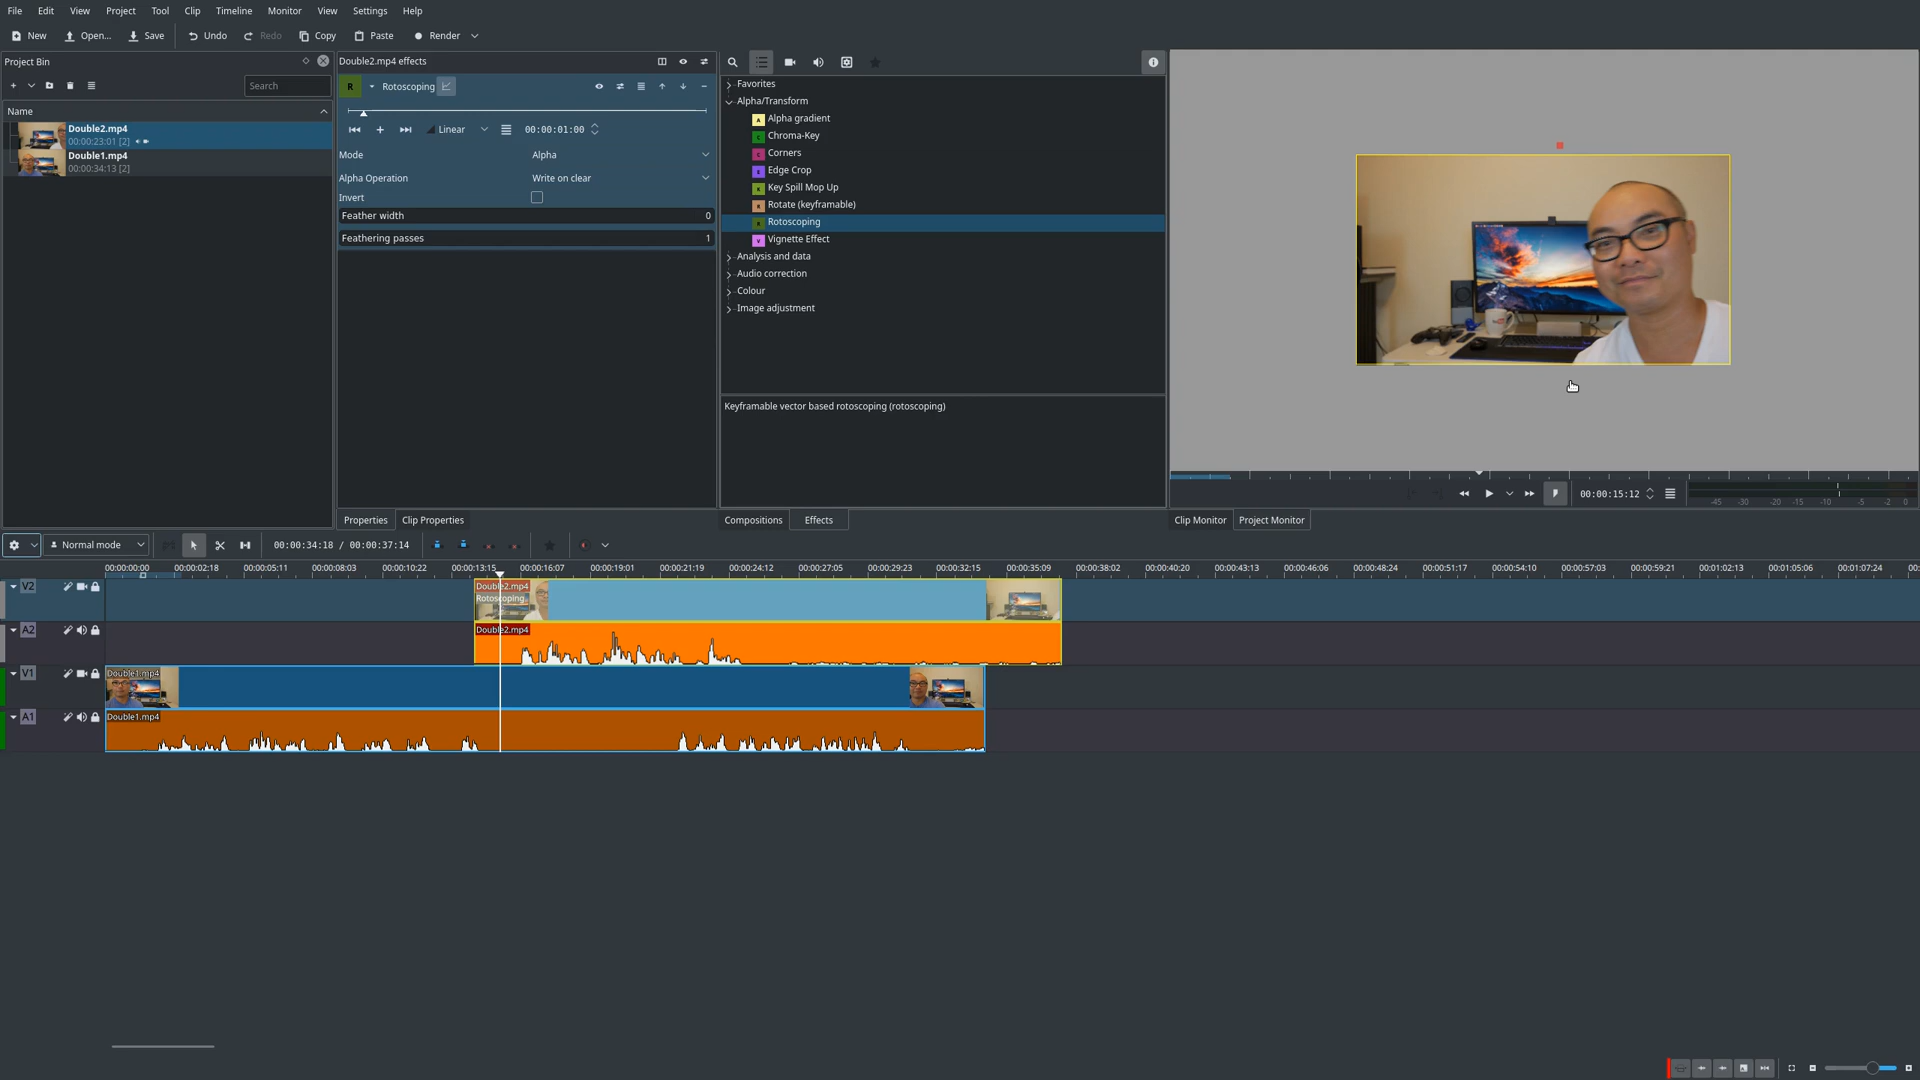 File Edit View Project Tool Clip Timeline Monitor View Settings Help
New Open... Save Undo Redo Copy Paste Render
Project Bin
Search
Name
Double2.mp4
00:00:23:01 [2]
Double1.mp4
00:00:34:13 [2]
Double2.mp4 effects
R Rotoscoping
Linear 00:00:01:00
Mode Alpha
Alpha Operation Write on clear
Invert
Feather width 0
Feathering passes 1
Properties Clip Properties
Favorites
Alpha/Transform
Alpha gradient
Chroma-Key
Corners
Edge Crop
Key Spill Mop Up
Rotate (keyframable)
Rotoscoping
Vignette Effect
Analysis and data
Audio correction
Colour
Image adjustment
Keyframable vector based rotoscoping (rotoscoping)
Compositions Effects
00:00:15:12
-45 -30 -20 -15 -10 -5 -2 0
Clip Monitor Project Monitor
Normal mode 00:00:34:18 / 00:00:37:14
00:00:00:00 00:00:02:18 00:00:05:11 00:00:08:03 00:00:10:22 00:00:13:15 00:00:16:07 00:00:19:01 00:00:21:19 00:00:24:12 00:00:27:05 00:00:29:23 00:00:32:15 00:00:35:09 00:00:38:02 00:00:40:20 00:00:43:13 00:00:46:06 00:00:48:24 00:00:51:17 00:00:54:10 00:00:57:03 00:00:59:21 00:01:02:13 00:01:05:06 00:01:07:24 00:
V2 Double2.mp4
Rotoscoping
A2 Double2.mp4
V1 Double1.mp4
A1 Double1.mp4